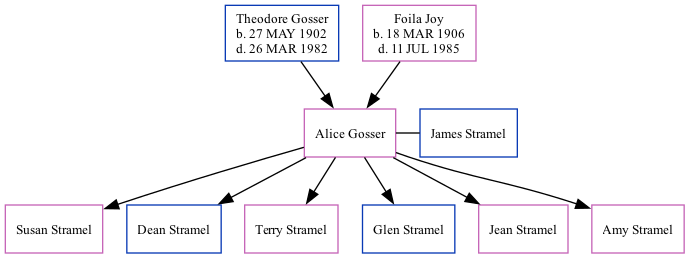 Theodore Gosser
b. 27 MAY 1902
d. 26 MAR 1982
Foila Joy
b. 18 MAR 1906
d. 11 JUL 1985
Alice Gosser
James Stramel
Susan Stramel
Dean Stramel
Terry Stramel
Glen Stramel
Jean Stramel
Amy Stramel